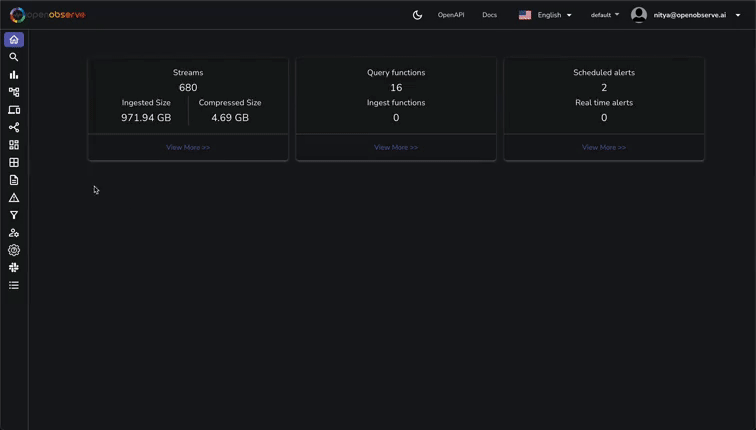 openobserve
OpenAPI
Docs
English
default
nitya@openobserve.ai
Streams
680
Ingested Size
Compressed Size
971.94 GB
4.69 GB
View More >>
Query functions
16
Ingest functions
0
View More >>
Scheduled alerts
2
Real time alerts
0
View More >>